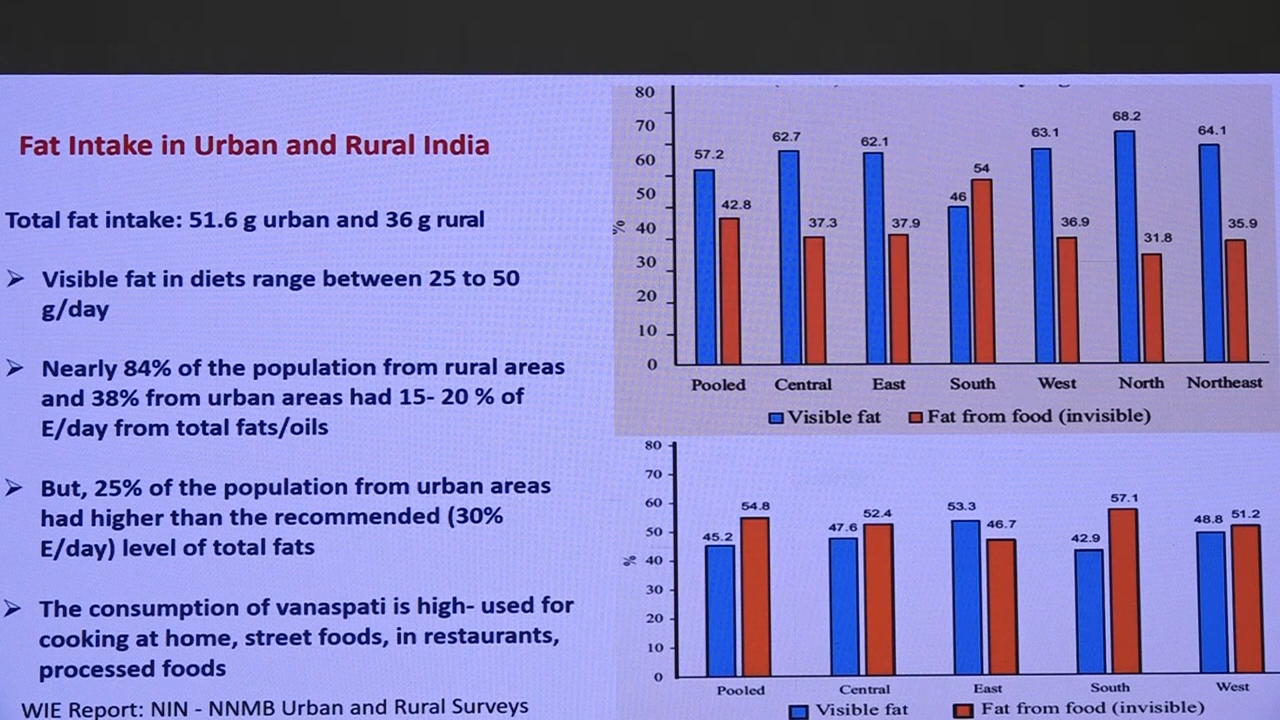 Fat Intake in Urban and Rural India
Total fat intake: 51.6 g urban and 36 g rural
➢ Visible fat in diets range between 25 to 50
g/day
➢ Nearly 84% of the population from rural areas
and 38% from urban areas had 15- 20 % of
E/day from total fats/oils
➢ But, 25% of the population from urban areas
had higher than the recommended (30%
E/day) level of total fats
➢ The consumption of vanaspati is high- used for
cooking at home, street foods, in restaurants,
processed foods
WIE Report: NIN - NNMB Urban and Rural Surveys
80
70
60
50
40
30
20
10
0
%
57.2 42.8
62.7 37.3
62.1 37.9
46 54
63.1 36.9
68.2 31.8
64.1 35.9
Pooled Central East South West North Northeast
Visible fat Fat from food (invisible)
80
70
60
50
40
30
20
10
0
%
45.2 54.8
47.6 52.4
53.3 46.7
42.9 57.1
48.8 51.2
Pooled Central East South West
Visible fat Fat from food (invisible)